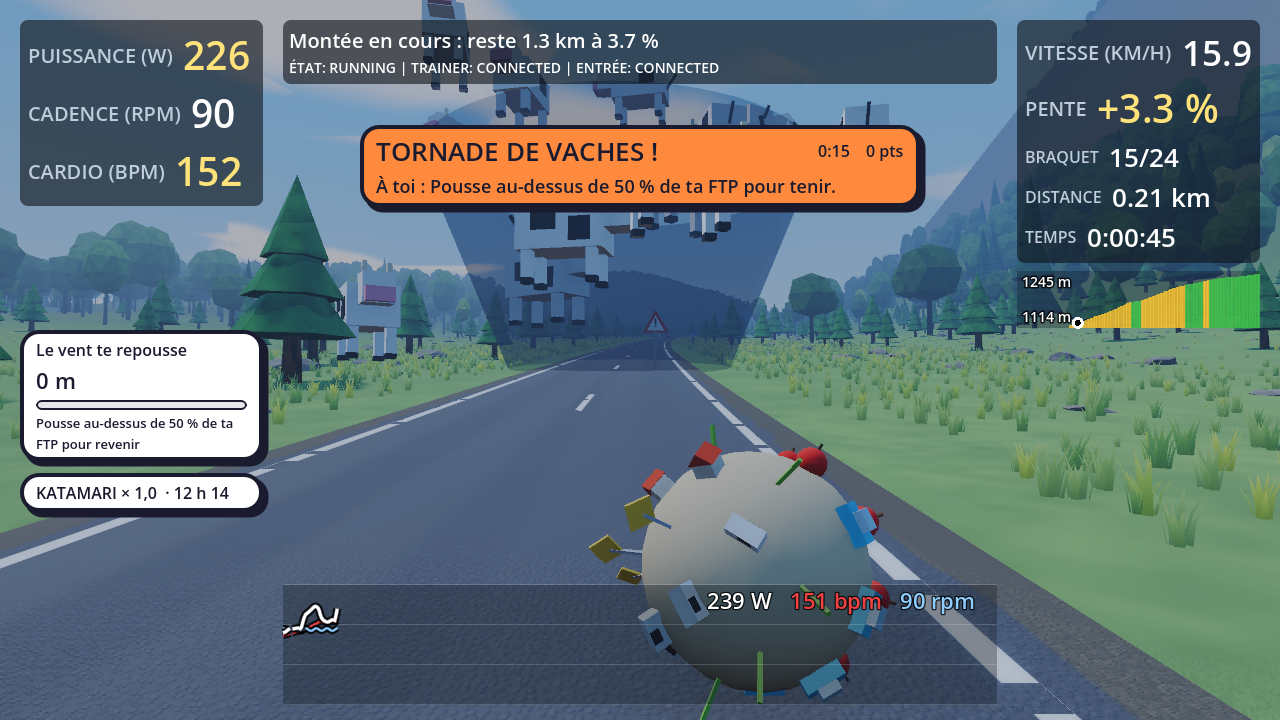 PUISSANCE (W) 226
CADENCE (RPM) 90
CARDIO (BPM) 152
Montée en cours : reste 1.3 km à 3.7 %
ÉTAT: RUNNING | TRAINER: CONNECTED | ENTRÉE: CONNECTED
TORNADE DE VACHES ! 0:15 0 pts
À toi : Pousse au-dessus de 50 % de ta FTP pour tenir.
VITESSE (KM/H) 15.9
PENTE +3.3 %
BRAQUET 15/24
DISTANCE 0.21 km
TEMPS 0:00:45
1245 m
1114 m
Le vent te repousse
0 m
Pousse au-dessus de 50 % de ta
FTP pour revenir
KATAMARI × 1,0 · 12 h 14
239 W 151 bpm 90 rpm